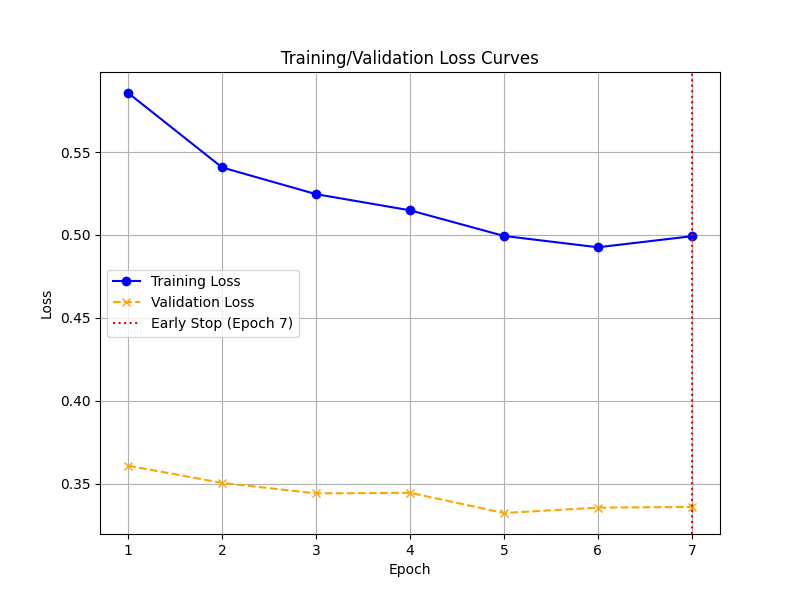 Training/Validation Loss Curves
0.55
0.50
0.45
0.40
0.35
Loss
Training Loss
Validation Loss
Early Stop (Epoch 7)
1 2 3 4 5 6 7
Epoch